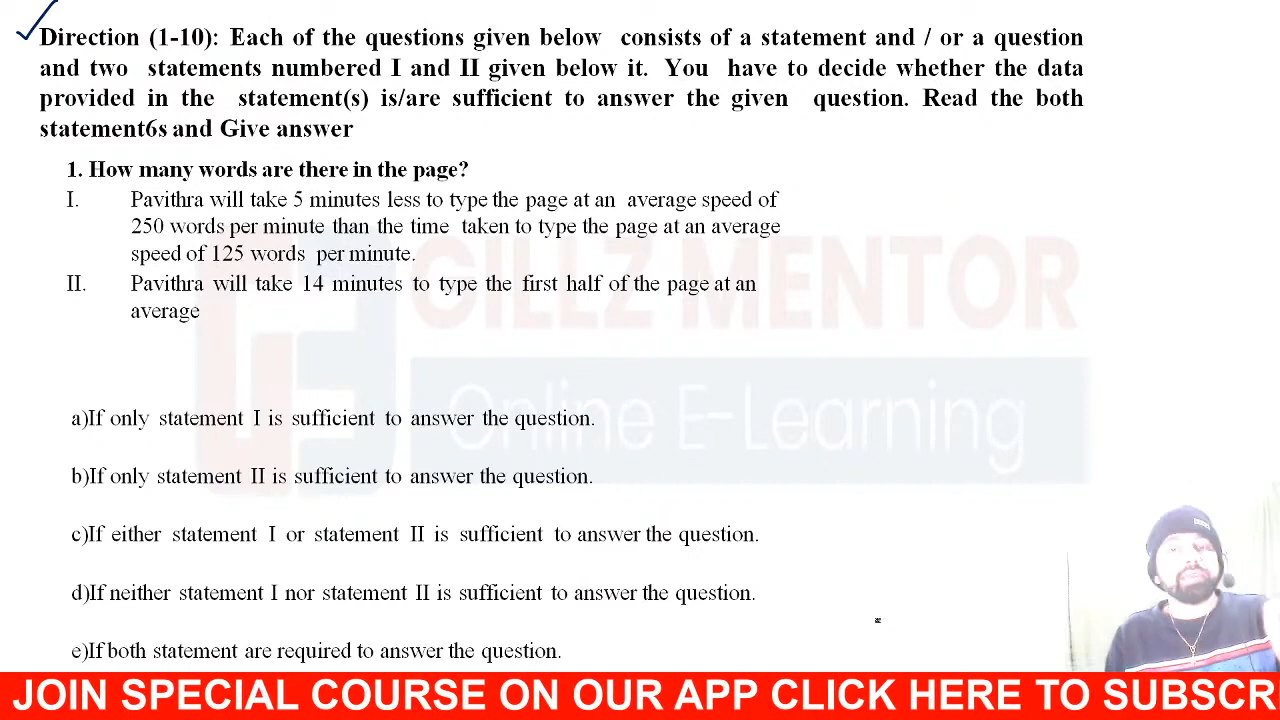 Direction (1-10): Each of the questions given below consists of a statement and / or a question
and two statements numbered I and II given below it. You have to decide whether the data
provided in the statement(s) is/are sufficient to answer the given question. Read the both
statement6s and Give answer
1. How many words are there in the page?
I. Pavithra will take 5 minutes less to type the page at an average speed of
250 words per minute than the time taken to type the page at an average
speed of 125 words per minute.
II. Pavithra will take 14 minutes to type the first half of the page at an
average
GILLZ MENTOR
Online E-Learning
a)If only statement I is sufficient to answer the question.
b)If only statement II is sufficient to answer the question.
c)If either statement I or statement II is sufficient to answer the question.
d)If neither statement I nor statement II is sufficient to answer the question.
e)If both statement are required to answer the question.
JOIN SPECIAL COURSE ON OUR APP CLICK HERE TO SUBSCR